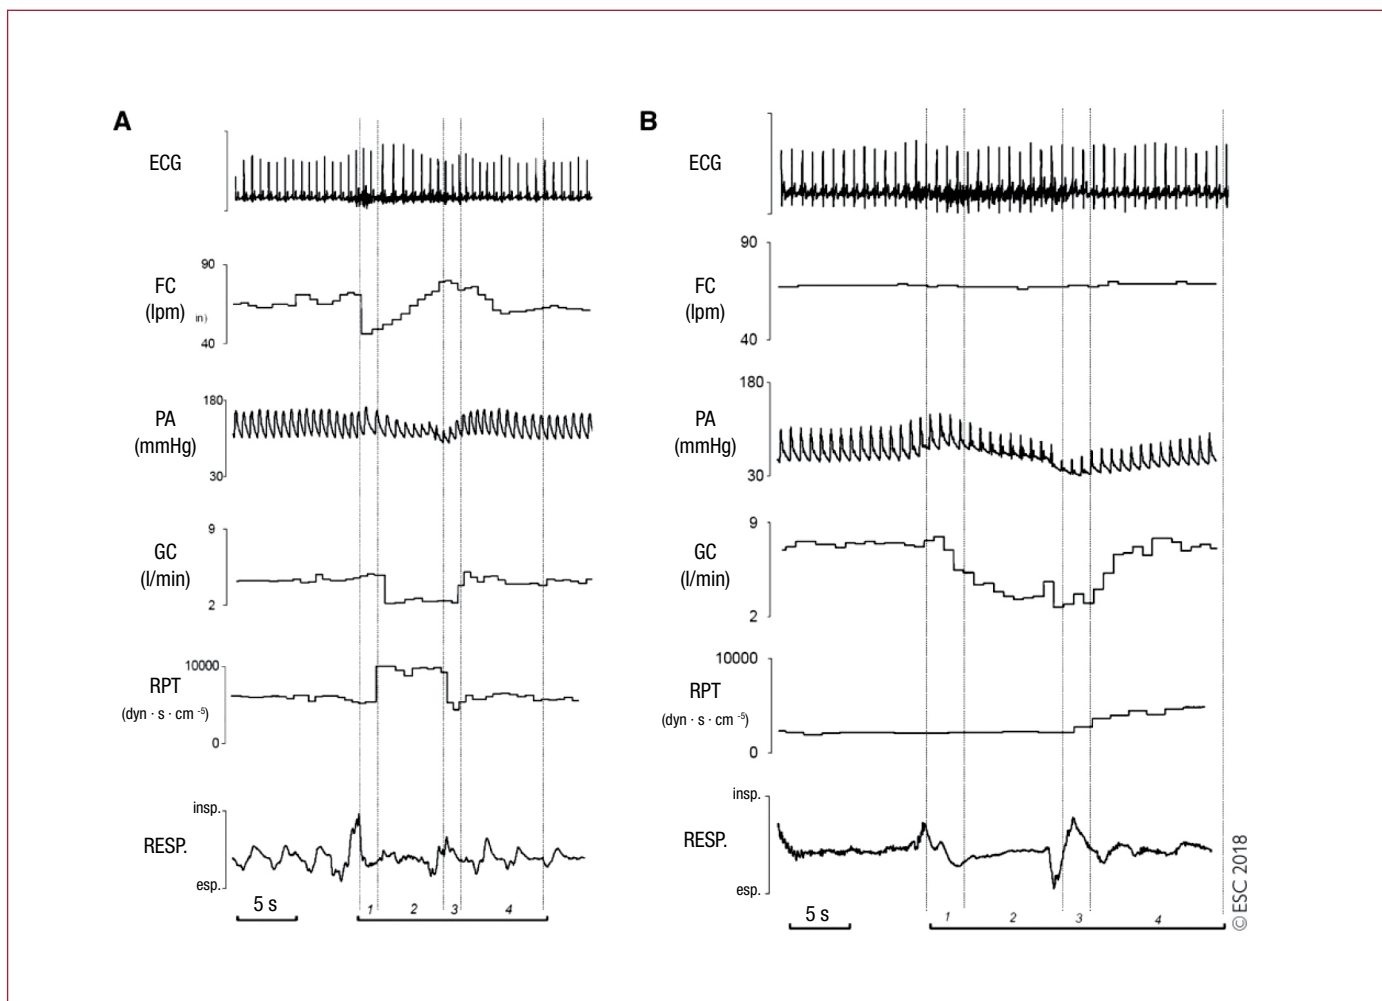 A
ECG
FC
(lpm)
in)
90
40
PA
(mmHg)
180
30
GC
(l/min)
9
2
RPT
(dyn · s · cm -5)
10000
0
RESP.
insp.
esp.
5 s
1 2 3 4
B
ECG
FC
(lpm)
90
40
PA
(mmHg)
180
30
GC
(l/min)
9
2
RPT
(dyn · s · cm -5)
10000
0
RESP.
insp.
esp.
5 s
1 2 3 4
© ESC 2018